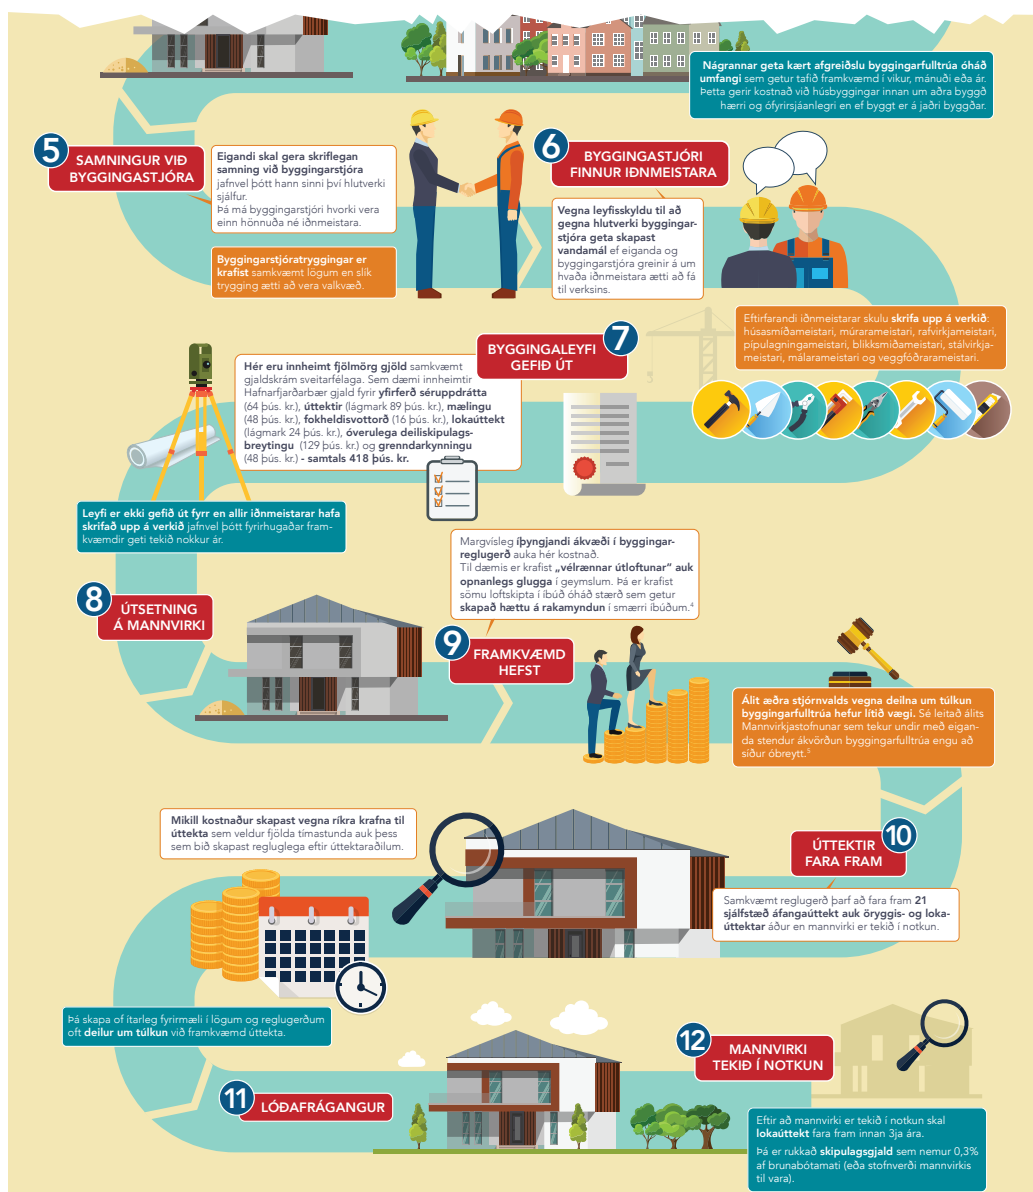 Nágrannar geta kært afgreiðslu byggingarfulltrúa óháð
umfangi sem getur tafið framkvæmd í vikur, mánuði eða ár.
Þetta gerir kostnað við húsbyggingar innan um aðra byggð
hærri og ófyrirsjáanlegri en ef byggt er á jaðri byggðar.
5
SAMNINGUR VIÐ
BYGGINGASTJÓRA
Eigandi skal gera skriflegan
samning við byggingarstjóra
jafnvel þótt hann sinni því hlutverki
sjálfur.
Þá má byggingarstjóri hvorki vera
einn hönnuða né iðnmeistara.
Byggingarstjóratryggingar er
krafist samkvæmt lögum en slík
trygging ætti að vera valkvæð.
6
BYGGINGASTJÓRI
FINNUR IÐNMEISTARA
Vegna leyfisskyldu til að
gegna hlutverki byggingar-
stjóra geta skapast
vandamál ef eiganda og
byggingarstjóra greinir á um
hvaða iðnmeistara ætti að fá
til verksins.
Eftirfarandi iðnmeistarar skulu skrifa upp á verkið:
húsasmíðameistari, múrarameistari, rafvirkjameistari,
pípulagningameistari, blikksmíðameistari, stálvirkja-
meistari, málarameistari og veggfóðrarameistari.
7
BYGGINGALEYFI
GEFIÐ ÚT
Hér eru innheimt fjölmörg gjöld samkvæmt
gjaldskrám sveitarfélaga. Sem dæmi innheimtir
Hafnarfjarðarbær gjald fyrir yfirferð séruppdrátta
(64 þús. kr.), úttektir (lágmark 89 þús. kr.), mælingu
(48 þús. kr.), fokheldisvottorð (16 þús. kr.), lokaúttekt
(lágmark 24 þús. kr.), óverulega deiliskipulags-
breytingu (129 þús. kr.) og grenndarkynningu
(48 þús. kr.) - samtals 418 þús. kr.
Leyfi er ekki gefið út fyrr en allir iðnmeistarar hafa
skrifað upp á verkið jafnvel þótt fyrirhugaðar fram-
kvæmdir geti tekið nokkur ár.
8
ÚTSETNING
Á MANNVIRKI
Margvísleg íþyngjandi ákvæði í byggingar-
reglugerð auka hér kostnað.
Til dæmis er krafist „vélrænnar útloftunar“ auk
opnanlegs glugga í geymslum. Þá er krafist
sömu loftskipta í íbúð óháð stærð sem getur
skapað hættu á rakamyndun í smærri íbúðum.4
9
FRAMKVÆMD
HEFST
Álit æðra stjórnvalds vegna deilna um túlkun
byggingarfulltrúa hefur lítið vægi. Sé leitað álits
Mannvirkjastofnunar sem tekur undir með eigan-
da stendur ákvörðun byggingarfulltrúa engu að
síður óbreytt.5
Mikill kostnaður skapast vegna ríkra krafna til
úttekta sem veldur fjölda tímastunda auk þess
sem bið skapast reglulega eftir úttektaraðilum.
10
ÚTTEKTIR
FARA FRAM
Samkvæmt reglugerð þarf að fara fram 21
sjálfstæð áfangaúttekt auk öryggis- og loka-
úttektar áður en mannvirki er tekið í notkun.
Þá skapa of ítarleg fyrirmæli í lögum og reglugerðum
oft deilur um túlkun við framkvæmd úttekta.
11
LÓÐAFRÁGANGUR
12
MANNVIRKI
TEKIÐ Í NOTKUN
Eftir að mannvirki er tekið í notkun skal
lokaúttekt fara fram innan 3ja ára.
Þá er rukkað skipulagsgjald sem nemur 0,3%
af brunabótamati (eða stofnverði mannvirkis
til vara).